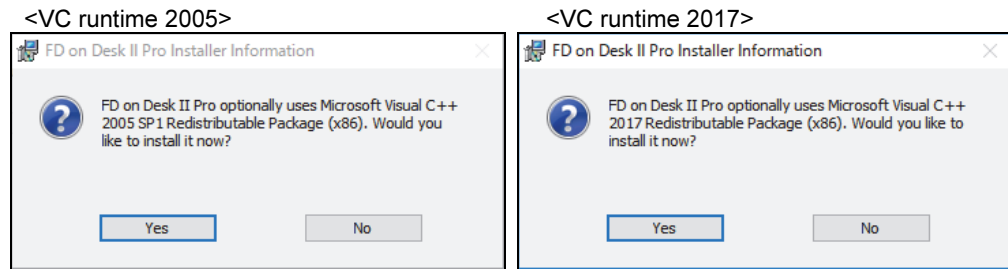 <VC runtime 2005>
FD on Desk II Pro Installer Information
FD on Desk II Pro optionally uses Microsoft Visual C++
2005 SP1 Redistributable Package (x86). Would you
like to install it now?
Yes
No
<VC runtime 2017>
FD on Desk II Pro Installer Information
FD on Desk II Pro optionally uses Microsoft Visual C++
2017 Redistributable Package (x86). Would you like to
install it now?
Yes
No